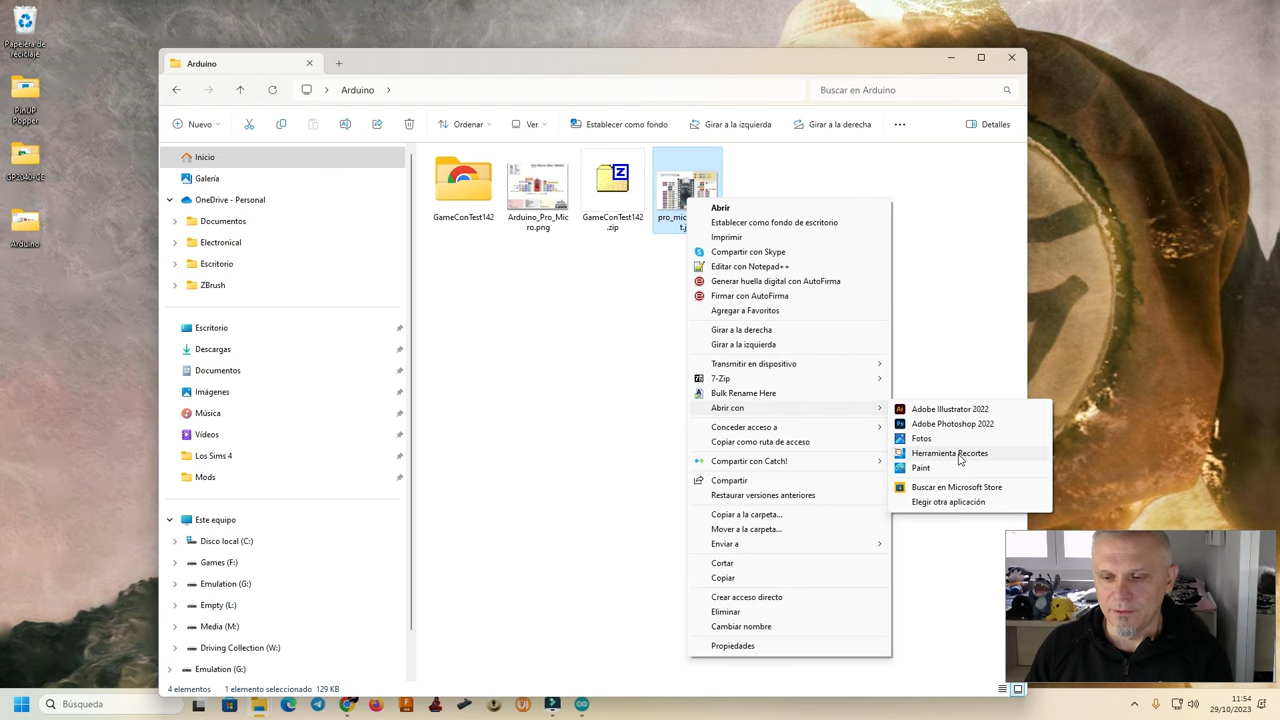 Papelera de
reciclaje
PinUP
Popper
GP2040-CE
Arduino
Arduino
Arduino
Buscar en Arduino
Nuevo
Ordenar
Ver
Establecer como fondo
Girar a la izquierda
Girar a la derecha
Detalles
Inicio
Galería
OneDrive - Personal
Documentos
Electronical
Escritorio
ZBrush
Escritorio
Descargas
Documentos
Imágenes
Música
Vídeos
Los Sims 4
Mods
Este equipo
Disco local (C:)
Games (F:)
Emulation (G:)
Empty (L:)
Media (M:)
Driving Collection (W:)
Emulation (G:)
4 elementos
1 elemento seleccionado 129 KB
GameConTest142
Arduino_Pro_Mic
ro.png
GameConTest142
.zip
Abrir
Establecer como fondo de escritorio
Imprimir
Compartir con Skype
Editar con Notepad++
Generar huella digital con AutoFirma
Firmar con AutoFirma
Agregar a Favoritos
Girar a la derecha
Girar a la izquierda
Transmitir en dispositivo
7-Zip
Bulk Rename Here
Abrir con
Conceder acceso a
Copiar como ruta de acceso
Compartir con Catch!
Compartir
Restaurar versiones anteriores
Copiar a la carpeta...
Mover a la carpeta...
Enviar a
Cortar
Copiar
Crear acceso directo
Eliminar
Cambiar nombre
Propiedades
Adobe Illustrator 2022
Adobe Photoshop 2022
Fotos
Herramienta Recortes
Paint
Buscar en Microsoft Store
Elegir otra aplicación
Búsqueda
11:54
29/10/2023